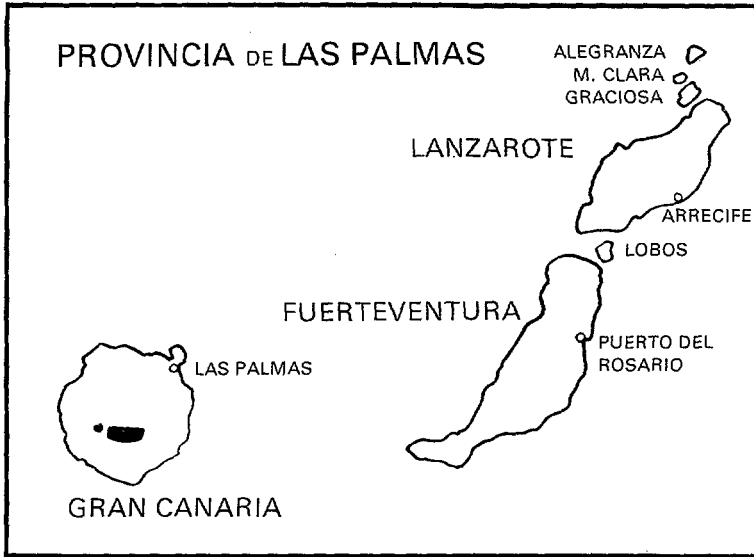 PROVINCIA DE LAS PALMAS
ALEGRANZA
M. CLARA
GRACIOSA
LANZAROTE
ARRECIFE
LOBOS
FUERTEVENTURA
PUERTO DEL
ROSARIO
LAS PALMAS
GRAN CANARIA